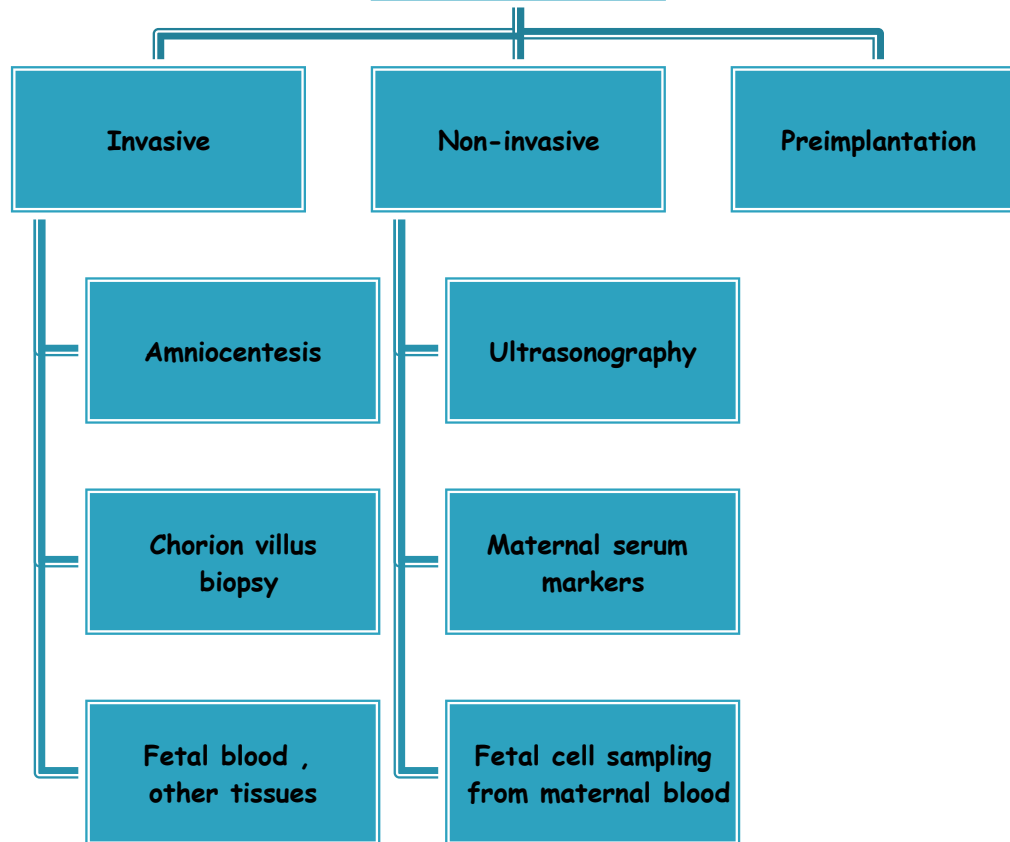 Invasive
Non-invasive
Preimplantation
Amniocentesis
Ultrasonography
Chorion villus
biopsy
Maternal serum
markers
Fetal blood ,
other tissues
Fetal cell sampling
from maternal blood